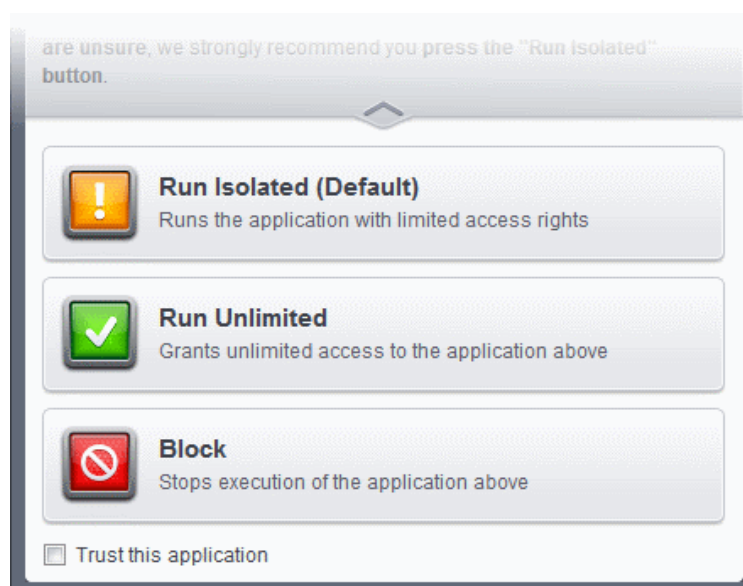 are unsure, we strongly recommend you press the "Run Isolated"
button.
Run Isolated (Default)
Runs the application with limited access rights
Run Unlimited
Grants unlimited access to the application above
Block
Stops execution of the application above
Trust this application